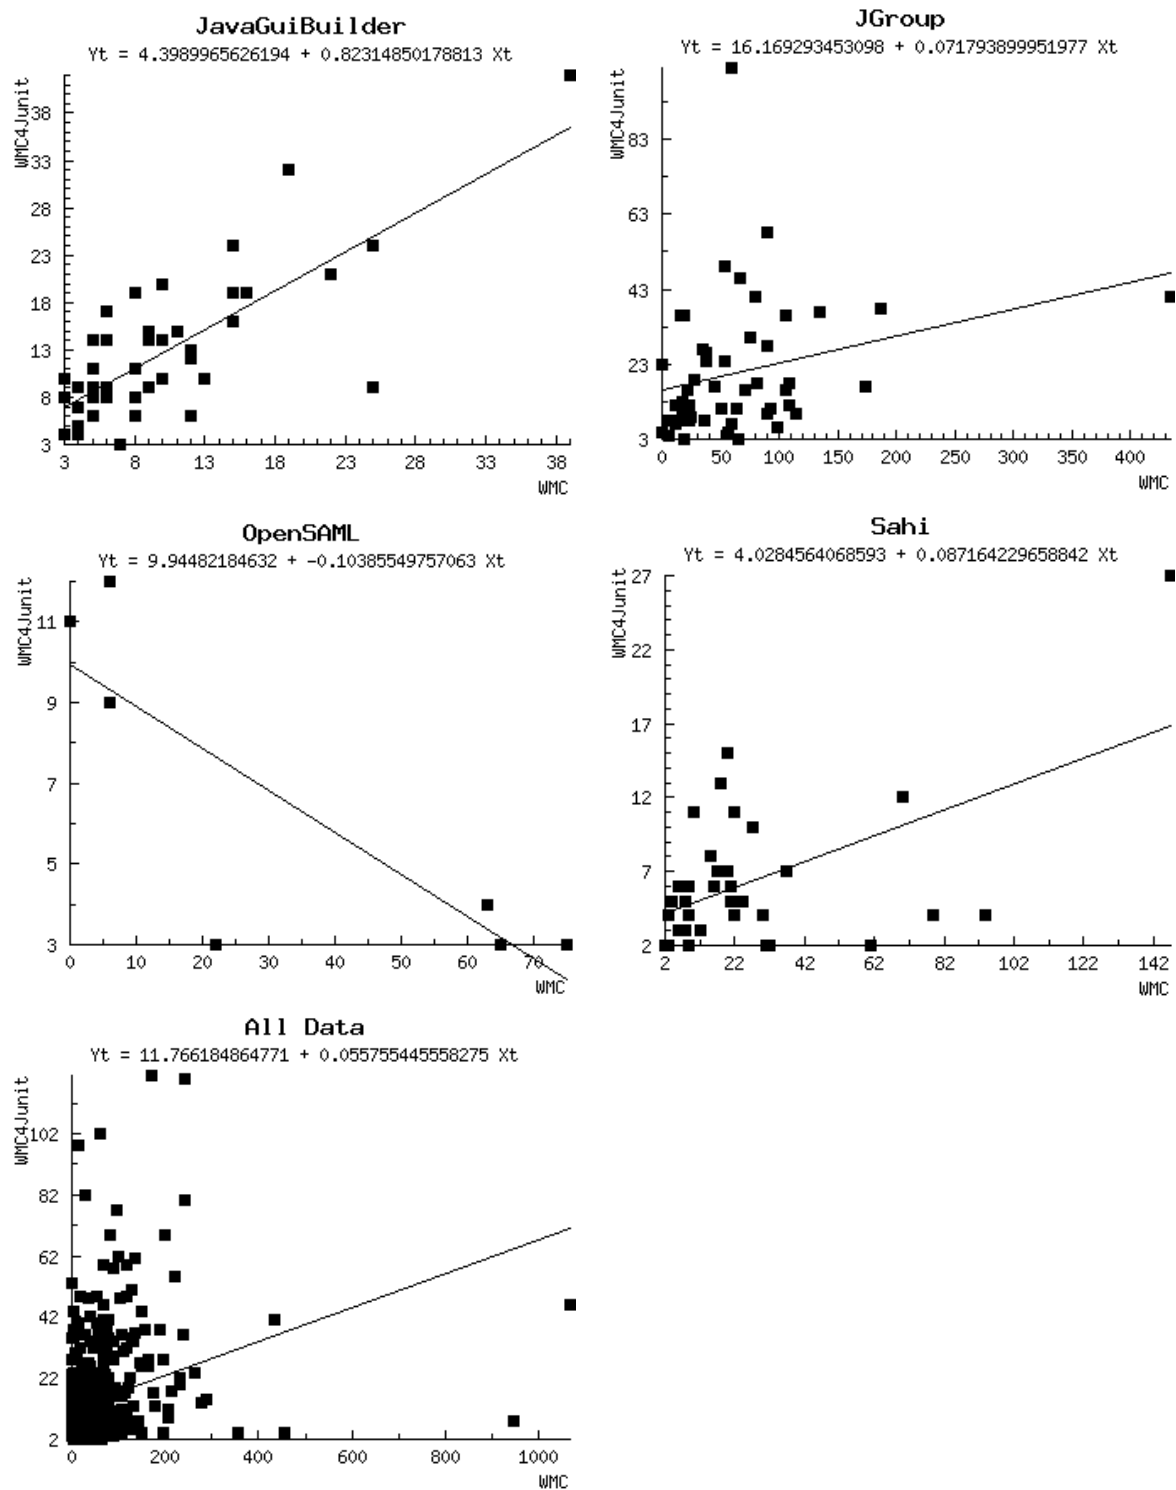 JavaGuiBuilder
Yt = 4.3989965626194 + 0.82314850178813 Xt
WMC4Junit
38
33
28
23
18
13
8
3
3 8 13 18 23 28 33 38
WMC
JGroup
Yt = 16.169293453098 + 0.071793899951977 Xt
WMC4Junit
83
63
43
23
3
0 50 100 150 200 250 300 350 400
WMC
OpenSAML
Yt = 9.94482184632 + -0.10385549757063 Xt
WMC4Junit
11
9
7
5
3
0 10 20 30 40 50 60 70
WMC
Sahi
Yt = 4.0284564068593 + 0.087164229658842 Xt
WMC4Junit
27
22
17
12
7
2
2 22 42 62 82 102 122 142
WMC
All Data
Yt = 11.766184864771 + 0.055755445558275 Xt
WMC4Junit
102
82
62
42
22
2
0 200 400 600 800 1000
WMC